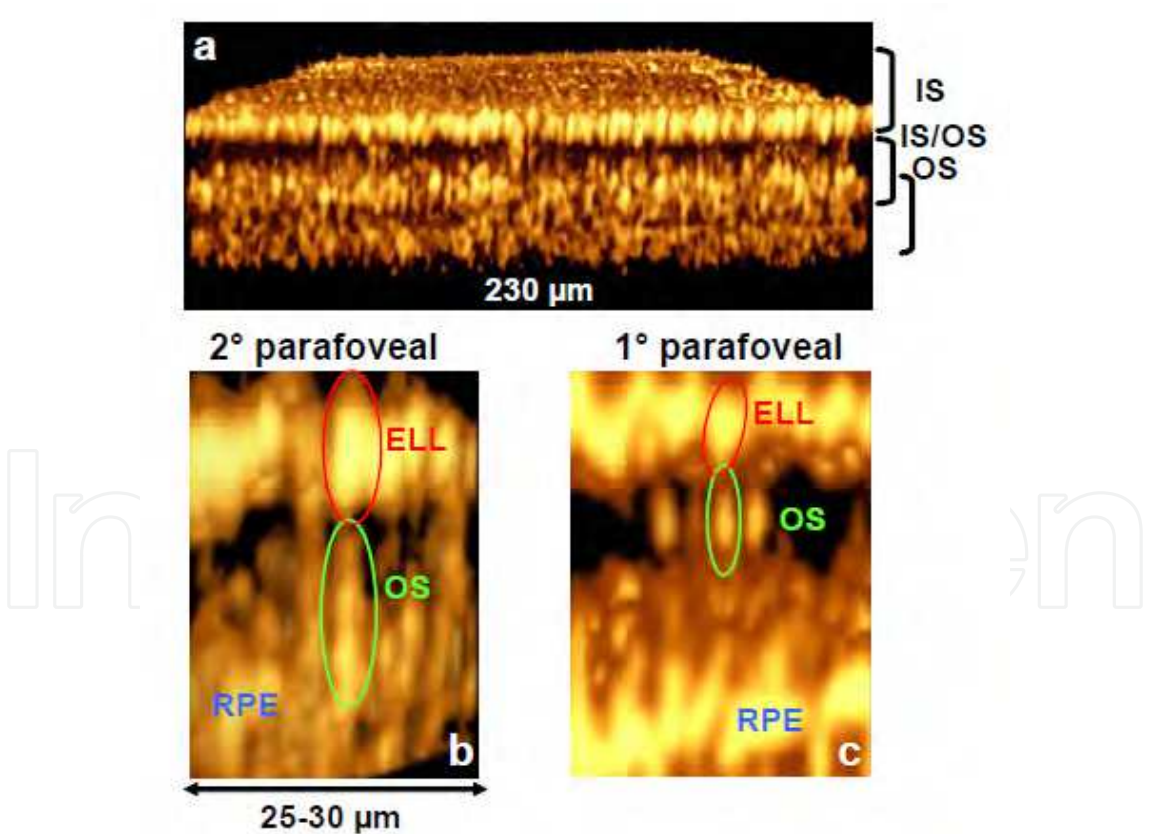 a
IS
IS/OS
OS
230 µm
2° parafoveal
1° parafoveal
ELL
ELL
OS
OS
RPE
RPE
b
c
25-30 µm